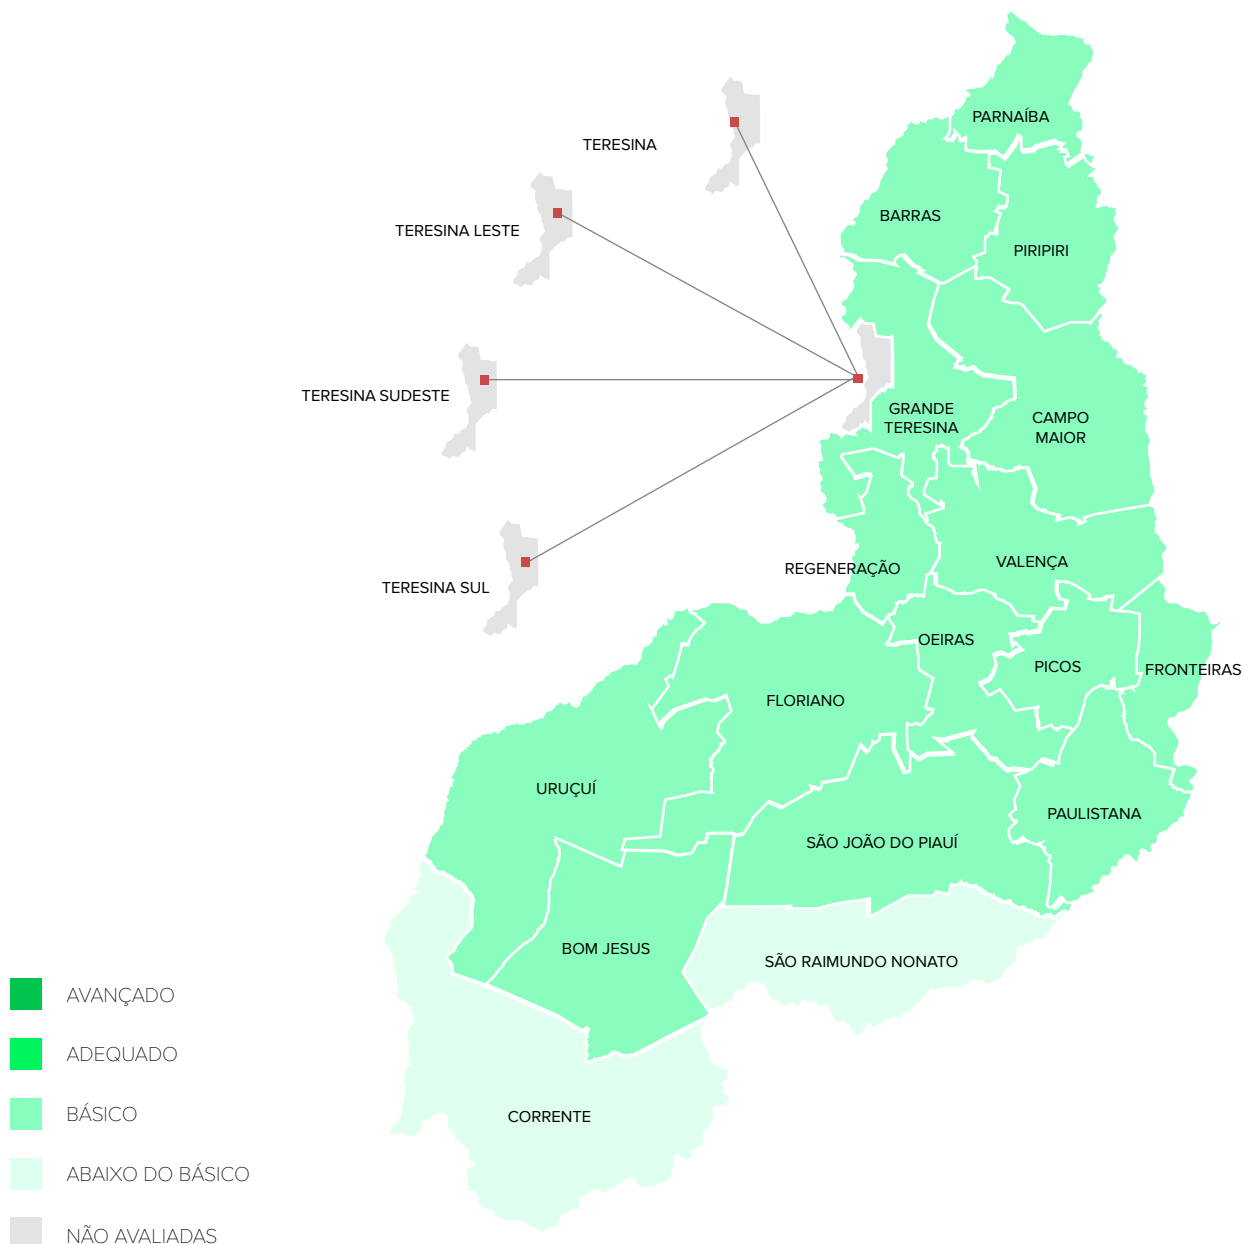 PARNAÍBA
TERESINA
BARRAS
TERESINA LESTE
PIRIPIRI
TERESINA SUDESTE
GRANDE
TERESINA
CAMPO
MAIOR
REGENERAÇÃO
VALENÇA
TERESINA SUL
OEIRAS
PICOS
FRONTEIRAS
FLORIANO
URUÇUÍ
PAULISTANA
SÃO JOÃO DO PIAUÍ
BOM JESUS
SÃO RAIMUNDO NONATO
CORRENTE
AVANÇADO
ADEQUADO
BÁSICO
ABAIXO DO BÁSICO
NÃO AVALIADAS